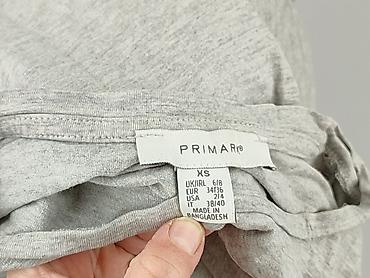 PRIMARK®
XS
UK/IRL 6/8
EUR 34/36
USA 2/4
IT 38/40
MADE IN
BANGLADESH